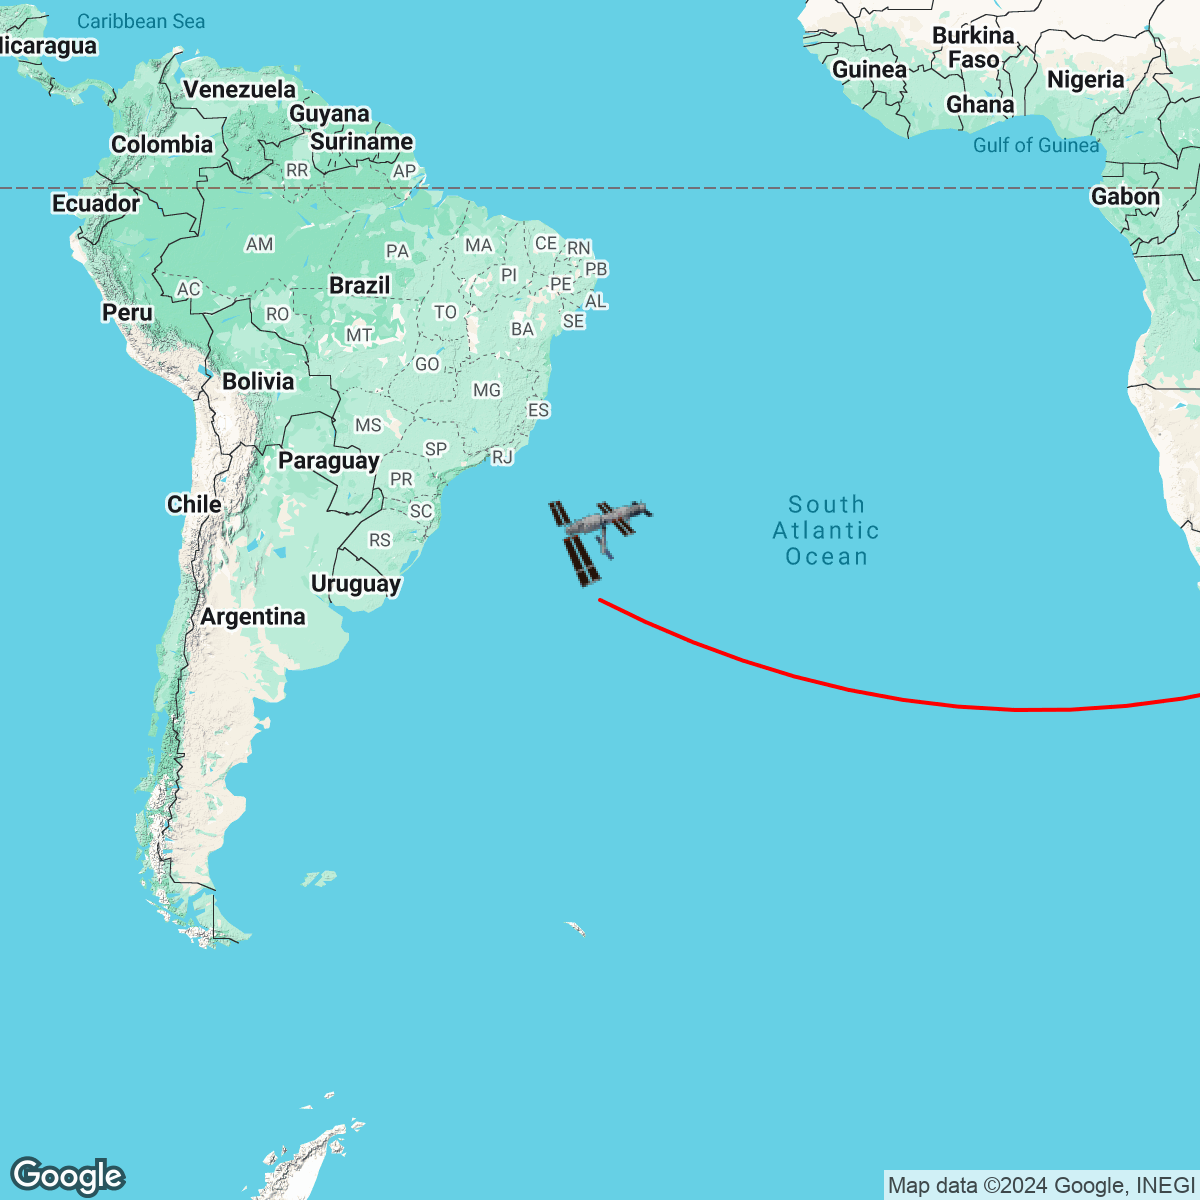 Caribbean Sea
Nicaragua
Venezuela
Guyana
Colombia
Suriname
RR
AP
Ecuador
AM
PA
MA
CE
RN
PI
PB
PE
Brazil
AC
AL
Peru
RO
TO
SE
MT
BA
GO
Bolivia
MG
ES
MS
SP
RJ
Paraguay
PR
Chile
SC
RS
Uruguay
Argentina
Guinea
Burkina
Faso
Nigeria
Ghana
Gulf of Guinea
Gabon
South
Atlantic
Ocean
Google
Map data ©2024 Google, INEGI